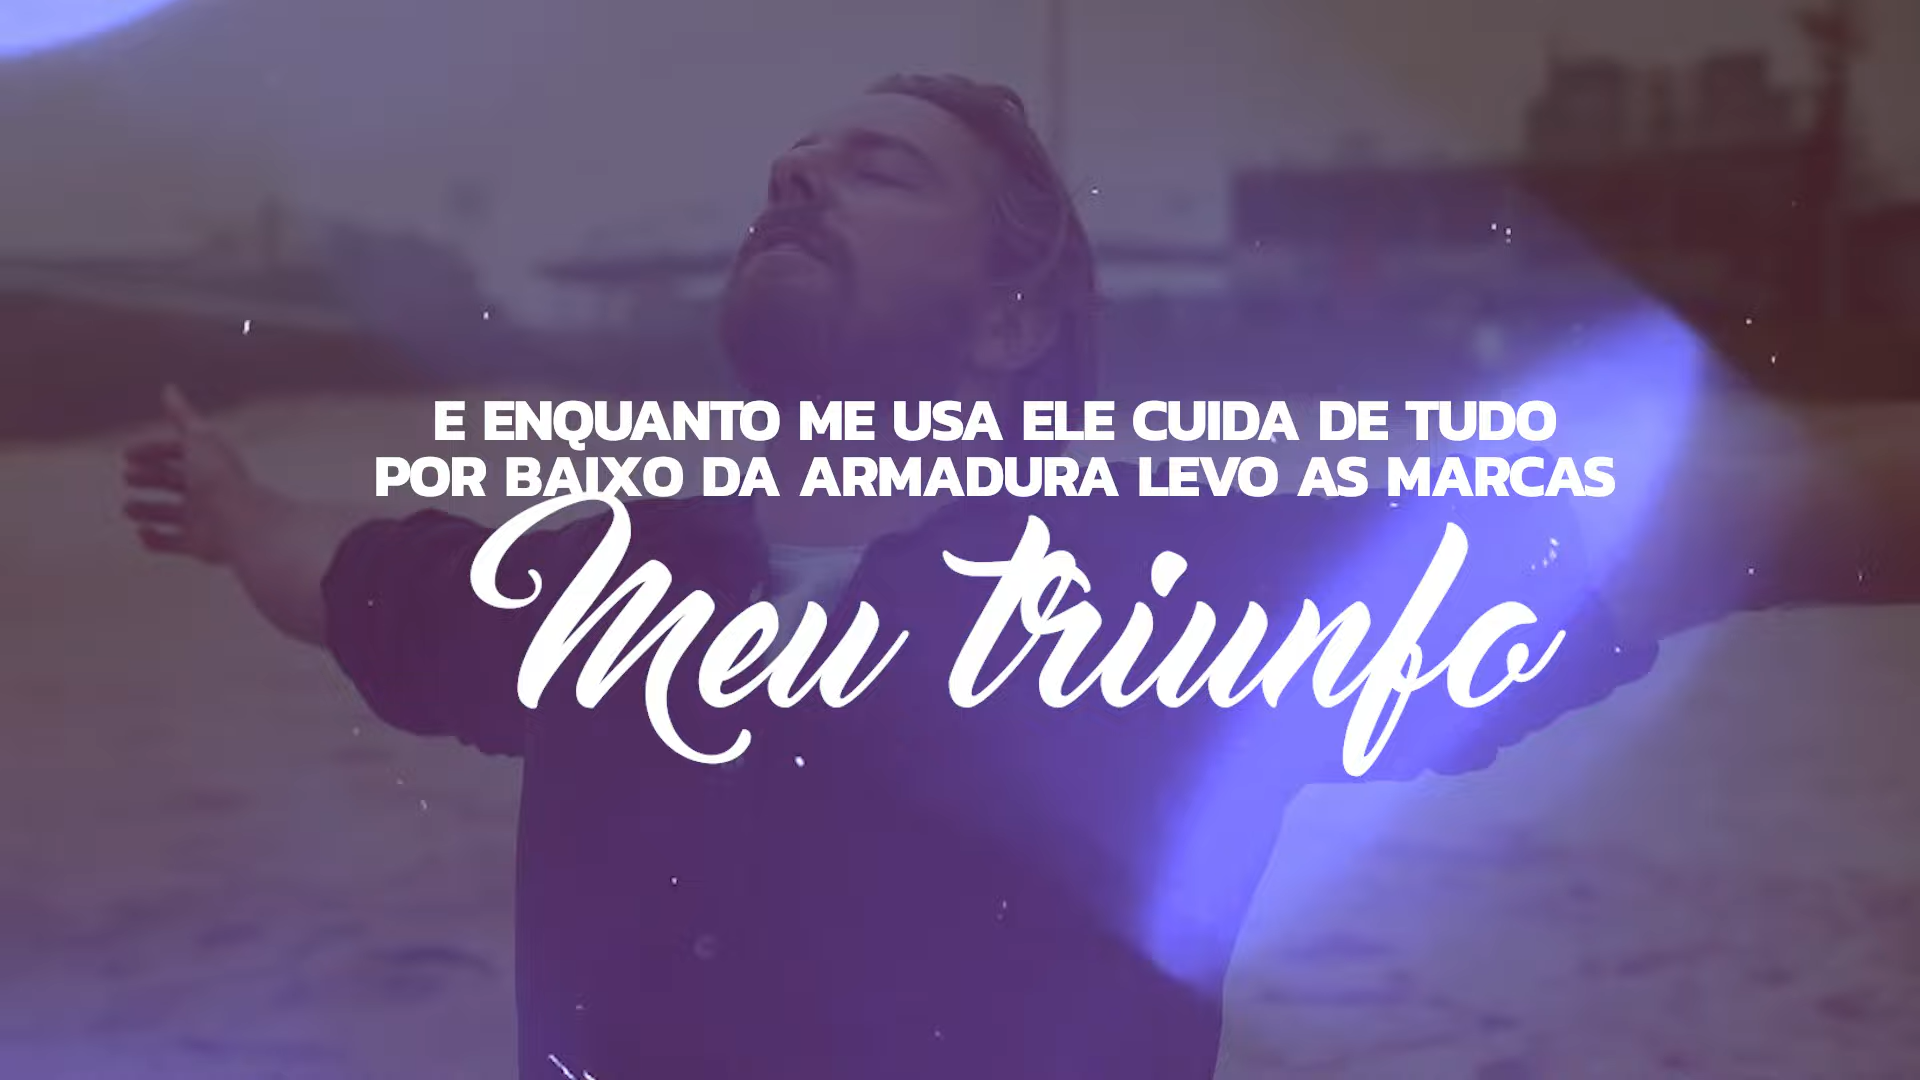 E ENQUANTO ME USA ELE CUIDA DE TUDO
POR BAIXO DA ARMADURA LEVO AS MARCAS
Meu triunfo